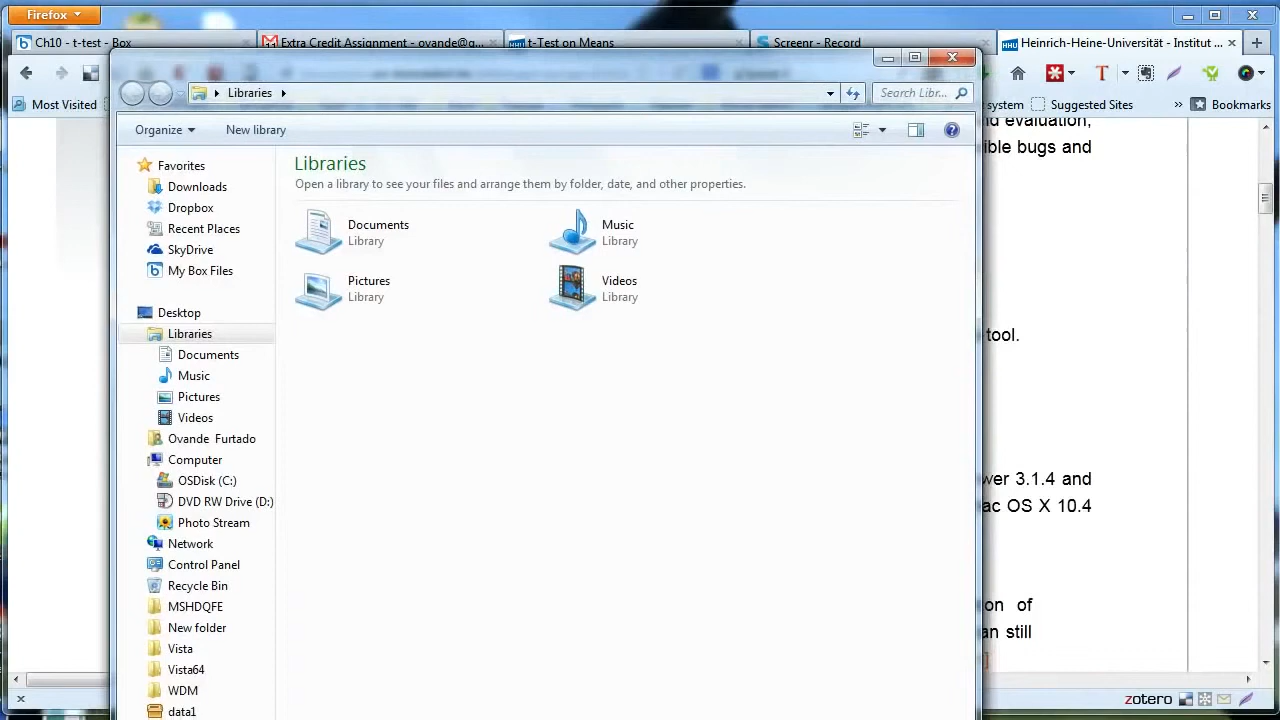 Firefox
Ch10 - t-test - Box
Extra Credit Assignment - ovande@g...
t-Test on Means
Screenr - Record
Heinrich-Heine-Universität - Institut ...
Libraries
Search Libr...
Most Visited
system
Suggested Sites
»
Bookmarks
Organize
New library
nd evaluation,
ible bugs and
Favorites
Downloads
Dropbox
Recent Places
SkyDrive
My Box Files
Desktop
Libraries
Documents
Music
Pictures
Videos
Ovande Furtado
Computer
OSDisk (C:)
DVD RW Drive (D:)
Photo Stream
Network
Control Panel
Recycle Bin
MSHDQFE
New folder
Vista
Vista64
WDM
data1
Libraries
Open a library to see your files and arrange them by folder, date, and other properties.
Documents
Library
Music
Library
Pictures
Library
Videos
Library
tool.
wer 3.1.4 and
ac OS X 10.4
on of
an still
]
zotero